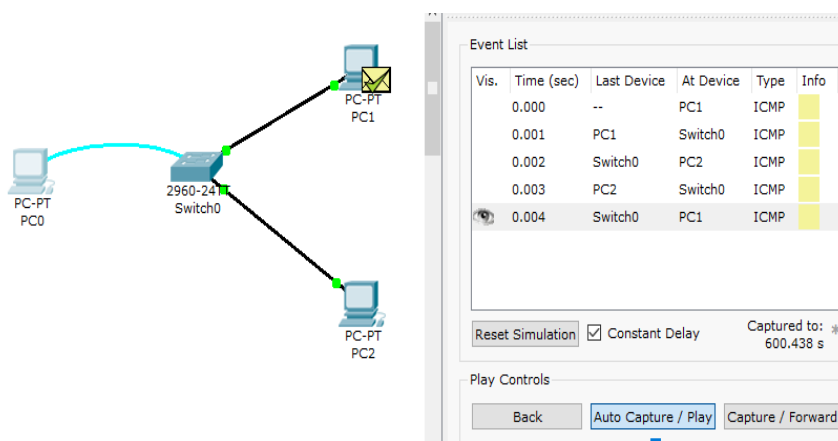 PC-PT
PC1
PC-PT
PC0
2960-24TT
Switch0
PC-PT
PC2
Event List
Vis. Time (sec) Last Device At Device Type Info
0.000 -- PC1 ICMP
0.001 PC1 Switch0 ICMP
0.002 Switch0 PC2 ICMP
0.003 PC2 Switch0 ICMP
0.004 Switch0 PC1 ICMP
Reset Simulation Constant Delay Captured to: *
600.438 s
Play Controls
Back Auto Capture / Play Capture / Forward